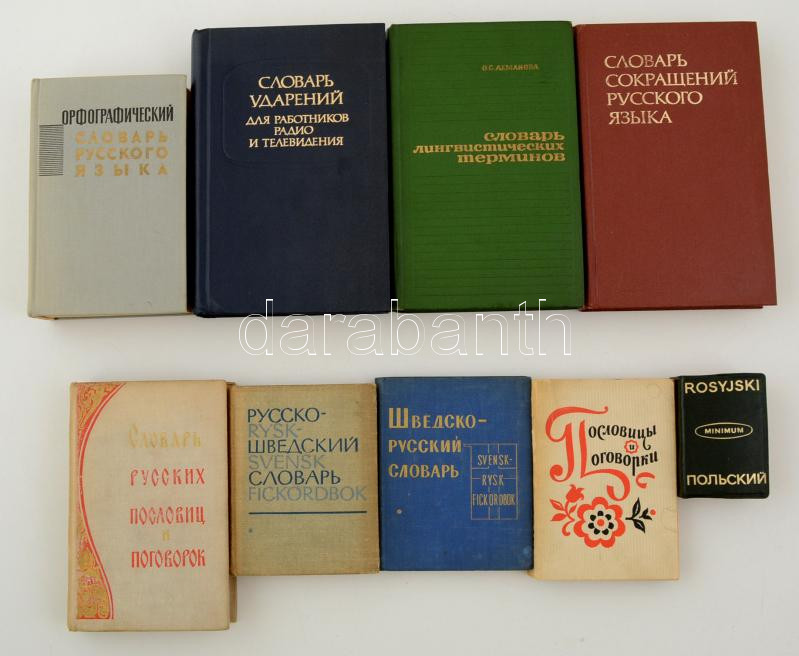 ОРФОГРАФИЧЕСКИЙ
СЛОВАРЬ
РУССКОГО
ЯЗЫКА
СЛОВАРЬ
УДАРЕНИЙ
ДЛЯ РАБОТНИКОВ
РАДИО
И ТЕЛЕВИДЕНИЯ
О.С. АХМАНОВА
словарь
лингвистических
терминов
СЛОВАРЬ
СОКРАЩЕНИЙ
РУССКОГО
ЯЗЫКА
darabanth
Словарь
русских
пословиц
и
поговорок
РУССКО-
RYSK-
ШВЕДСКИЙ
SVENSK
СЛОВАРЬ
FICKORDBOK
ШВЕДСКО-
РУССКИЙ
СЛОВАРЬ
SVENSK-
RYSK
FICKORDBOK
Пословицы
и
Поговорки
ROSYJSKI
MINIMUM
ПОЛЬСКИЙ